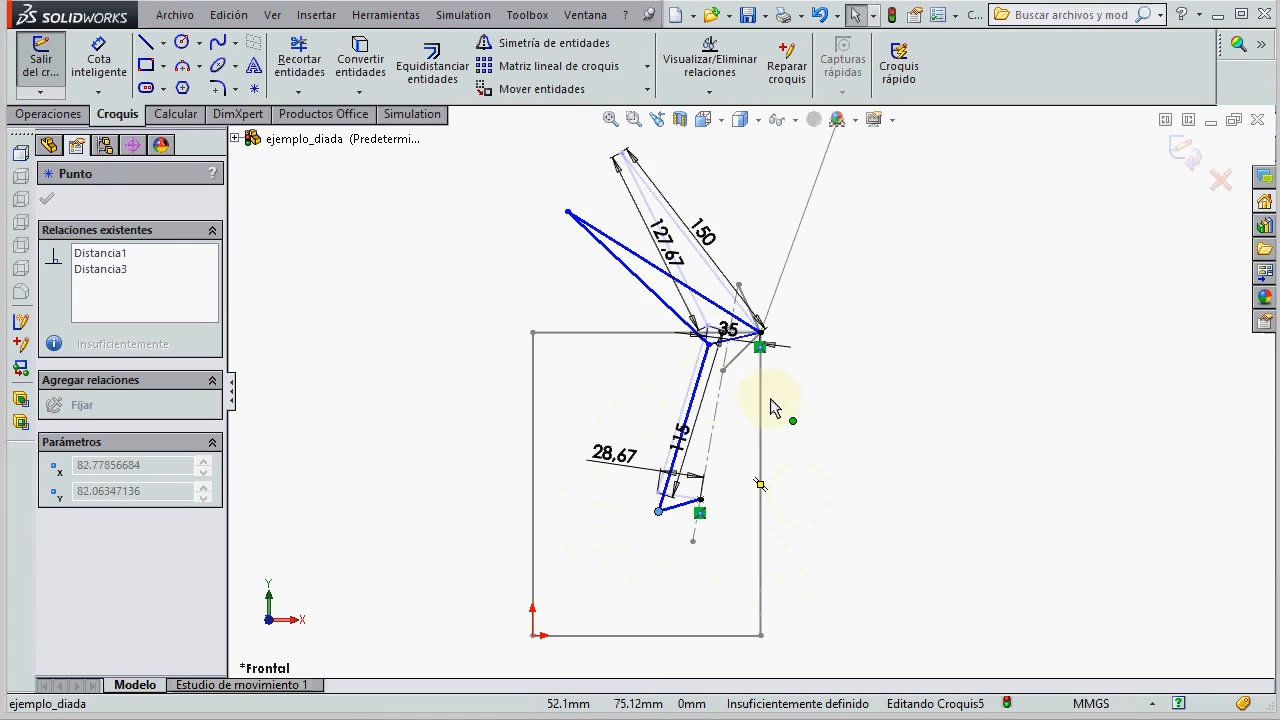 SOLIDWORKS
Archivo Edición Ver Insertar Herramientas Simulation Toolbox Ventana ?
C... Buscar archivos y mod ?
Salir del cr...
Cota inteligente
Recortar entidades
Convertir entidades
Equidistanciar entidades
Simetría de entidades
Matriz lineal de croquis
Mover entidades
Visualizar/Eliminar relaciones
Reparar croquis
Capturas rápidas
Croquis rápido
Operaciones Croquis Calcular DimXpert Productos Office Simulation
ejemplo_diada (Predetermi...
Punto ?
Relaciones existentes
Distancia1
Distancia3
Insuficientemente
Agregar relaciones
Fijar
Parámetros
x 82.77856684
Y 82.06347136
127,67
150
35
115
28,67
Y
X
*Frontal
Modelo Estudio de movimiento 1
ejemplo_diada 52.1mm 75.12mm 0mm Insuficientemente definido Editando Croquis5 MMGS ?